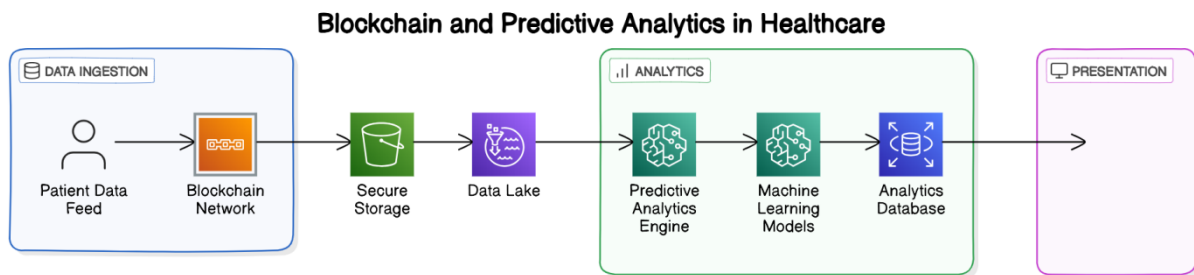 Blockchain and Predictive Analytics in Healthcare
DATA INGESTION
Patient Data
Feed
Blockchain
Network
Secure
Storage
Data Lake
ANALYTICS
Predictive
Analytics
Engine
Machine
Learning
Models
Analytics
Database
PRESENTATION